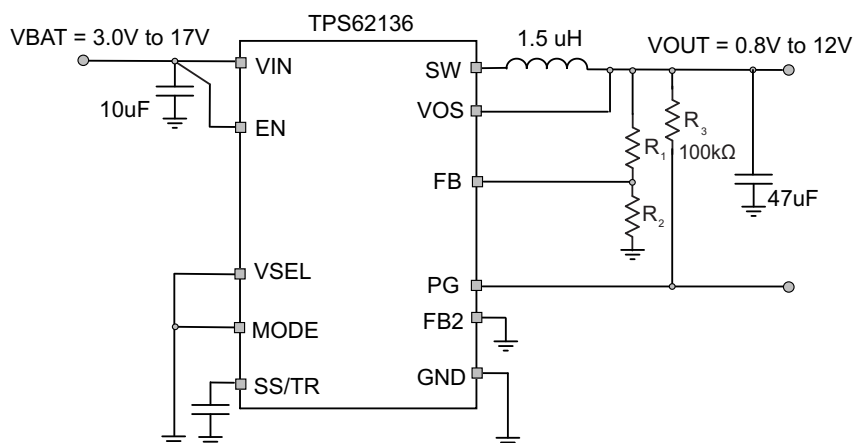 TPS62136
VBAT = 3.0V to 17V
1.5 uH
VOUT = 0.8V to 12V
VIN
SW
10uF
VOS
EN
R3
R1
100kΩ
FB
47uF
R2
VSEL
PG
FB2
MODE
SS/TR
GND